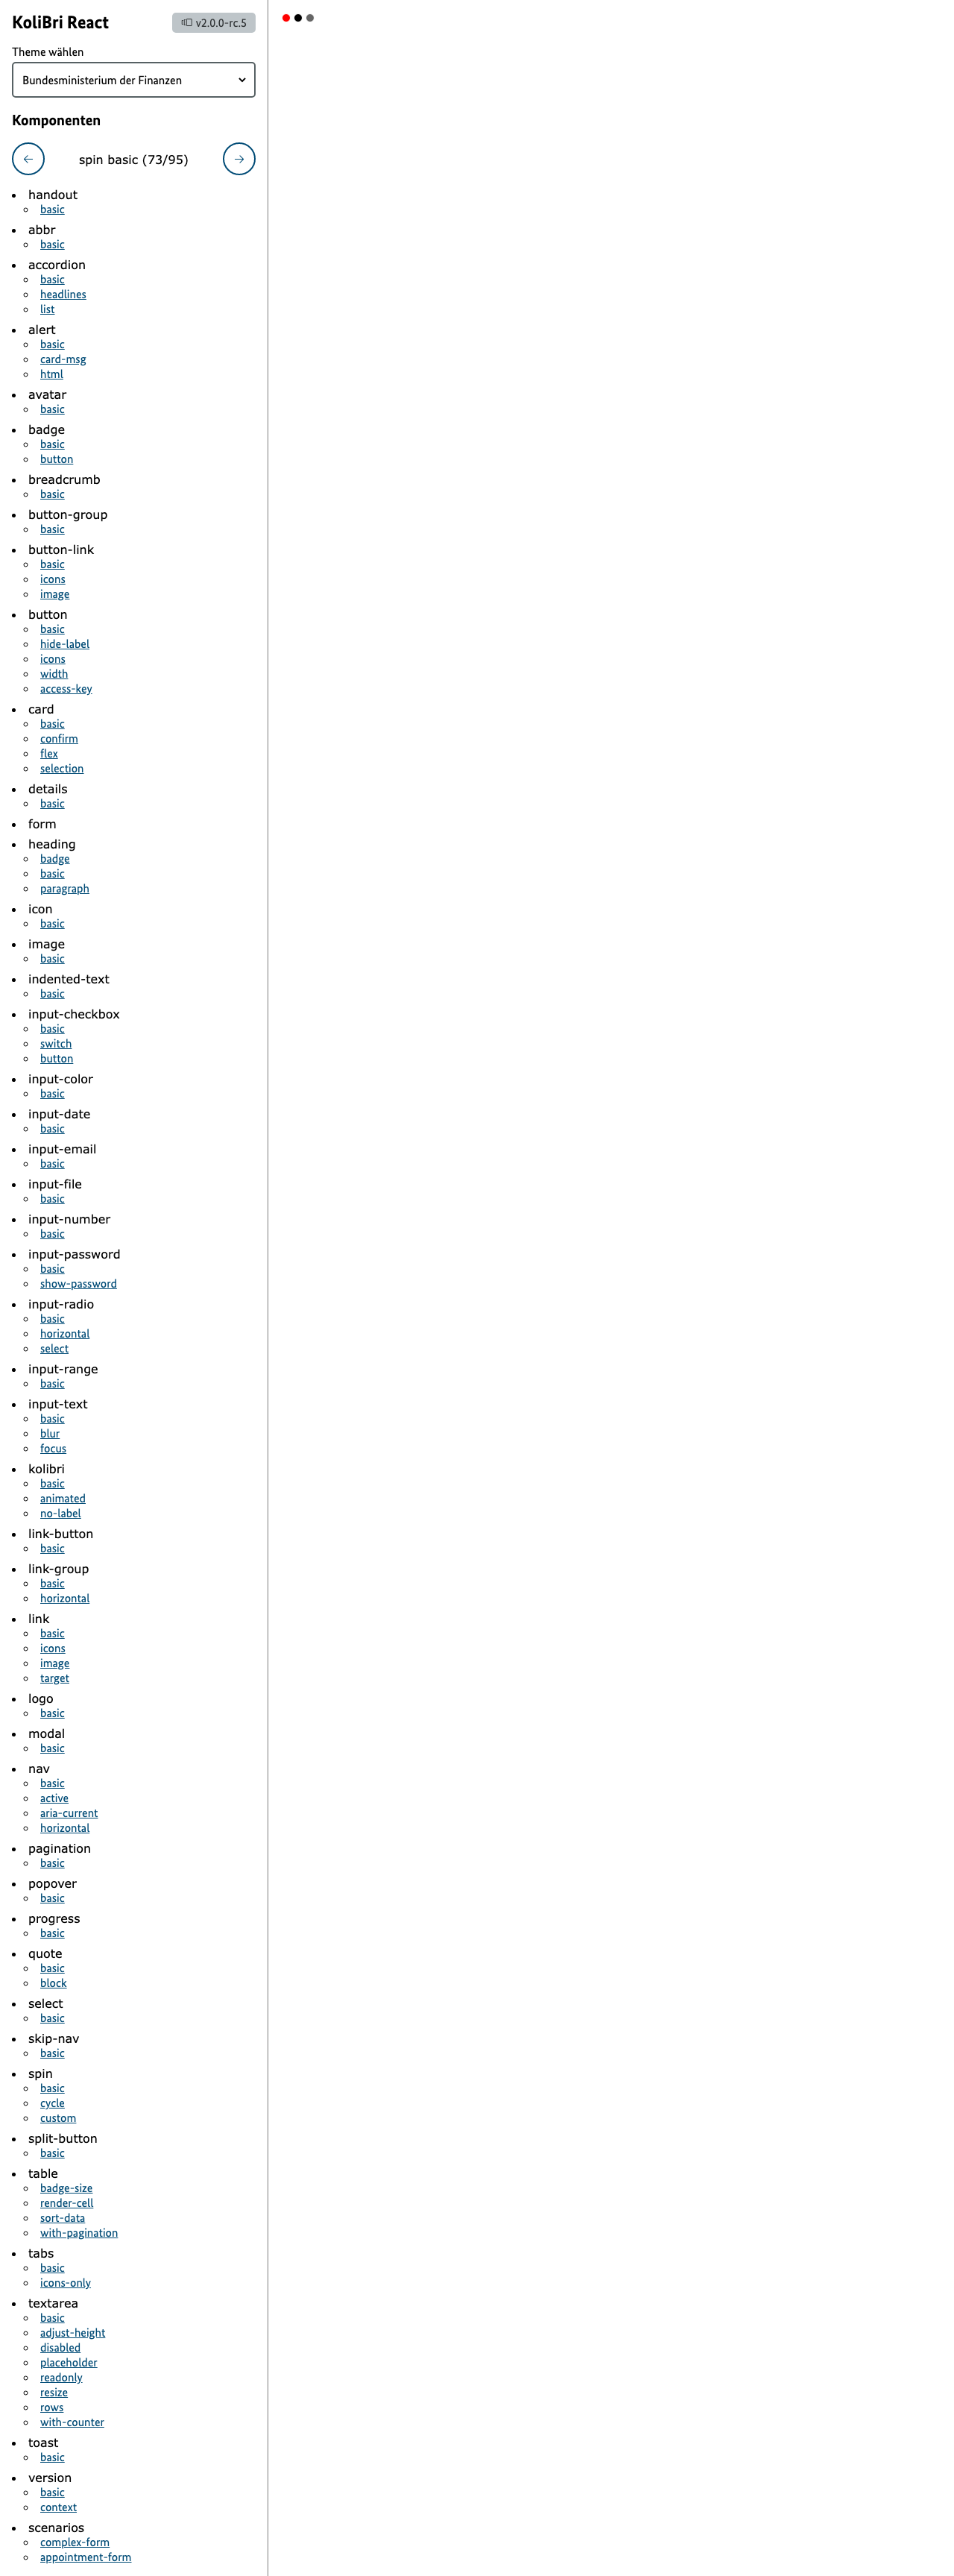 KoliBri React
v2.0.0-rc.5
Theme wählen
Bundesministerium der Finanzen
Komponenten
spin basic (73/95)
handout
basic
abbr
basic
accordion
basic
headlines
list
alert
basic
card-msg
html
avatar
basic
badge
basic
button
breadcrumb
basic
button-group
basic
button-link
basic
icons
image
button
basic
hide-label
icons
width
access-key
card
basic
confirm
flex
selection
details
basic
form
heading
badge
basic
paragraph
icon
basic
image
basic
indented-text
basic
input-checkbox
basic
switch
button
input-color
basic
input-date
basic
input-email
basic
input-file
basic
input-number
basic
input-password
basic
show-password
input-radio
basic
horizontal
select
input-range
basic
input-text
basic
blur
focus
kolibri
basic
animated
no-label
link-button
basic
link-group
basic
horizontal
link
basic
icons
image
target
logo
basic
modal
basic
nav
basic
active
aria-current
horizontal
pagination
basic
popover
basic
progress
basic
quote
basic
block
select
basic
skip-nav
basic
spin
basic
cycle
custom
split-button
basic
table
badge-size
render-cell
sort-data
with-pagination
tabs
basic
icons-only
textarea
basic
adjust-height
disabled
placeholder
readonly
resize
rows
with-counter
toast
basic
version
basic
context
scenarios
complex-form
appointment-form